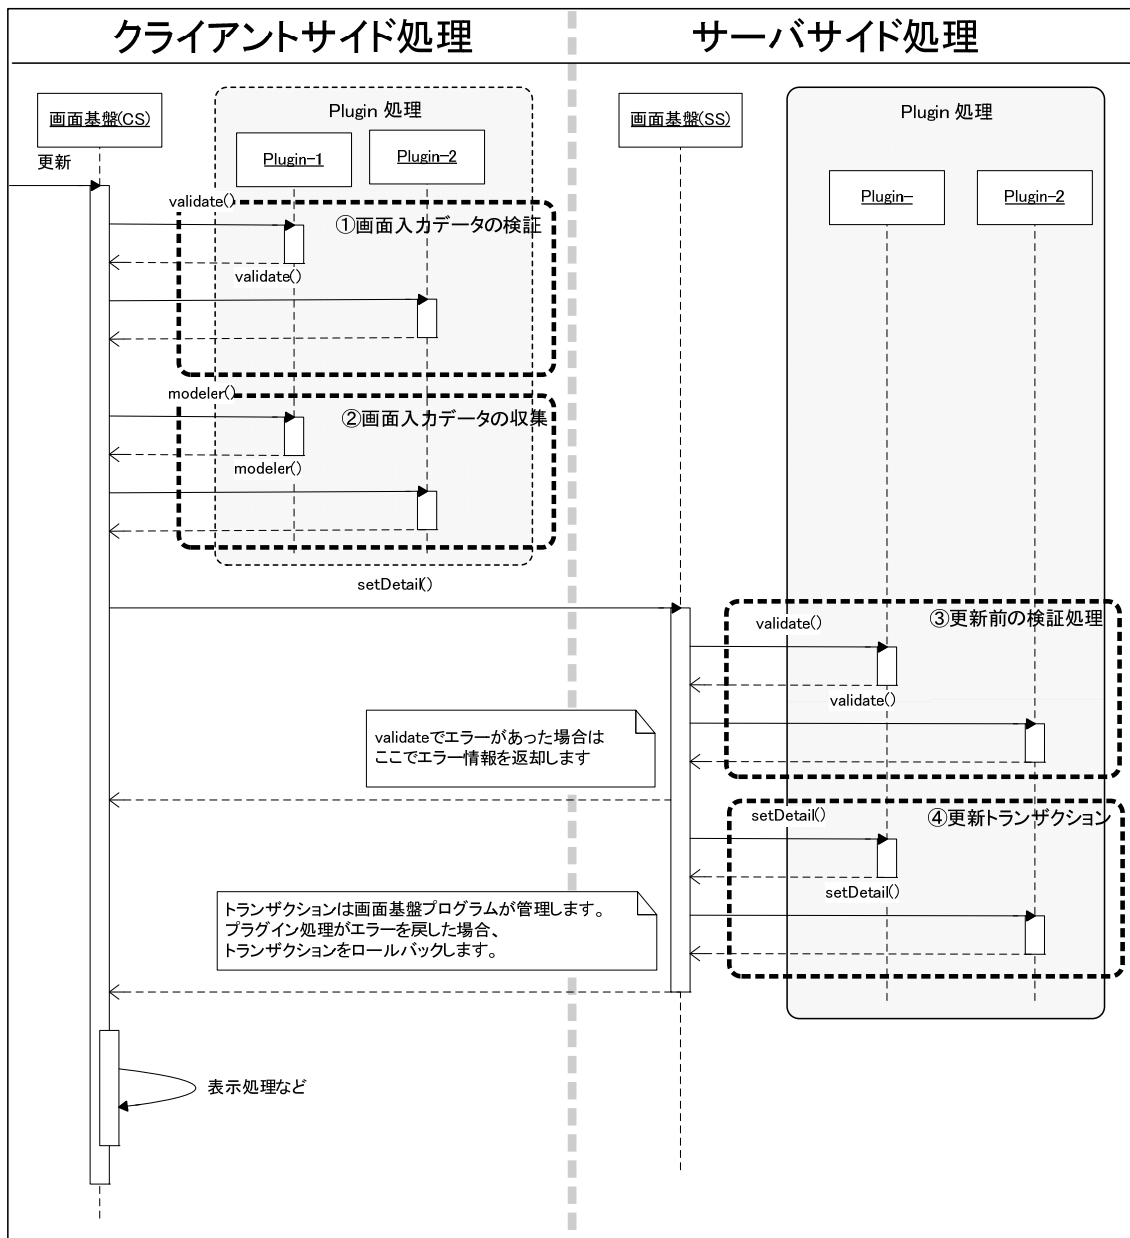 クライアントサイド処理
サーバサイド処理
画面基盤(CS)
Plugin 処理
Plugin-1
Plugin-2
画面基盤(SS)
Plugin 処理
Plugin-
Plugin-2
更新
validate()
①画面入力データの検証
validate()
modeler()
②画面入力データの収集
modeler()
setDetail()
validate()
③更新前の検証処理
validate()
validateでエラーがあった場合は
ここでエラー情報を返却します
setDetail()
④更新トランザクション
setDetail()
トランザクションは画面基盤プログラムが管理します。
プラグイン処理がエラーを戻した場合、
トランザクションをロールバックします。
表示処理など